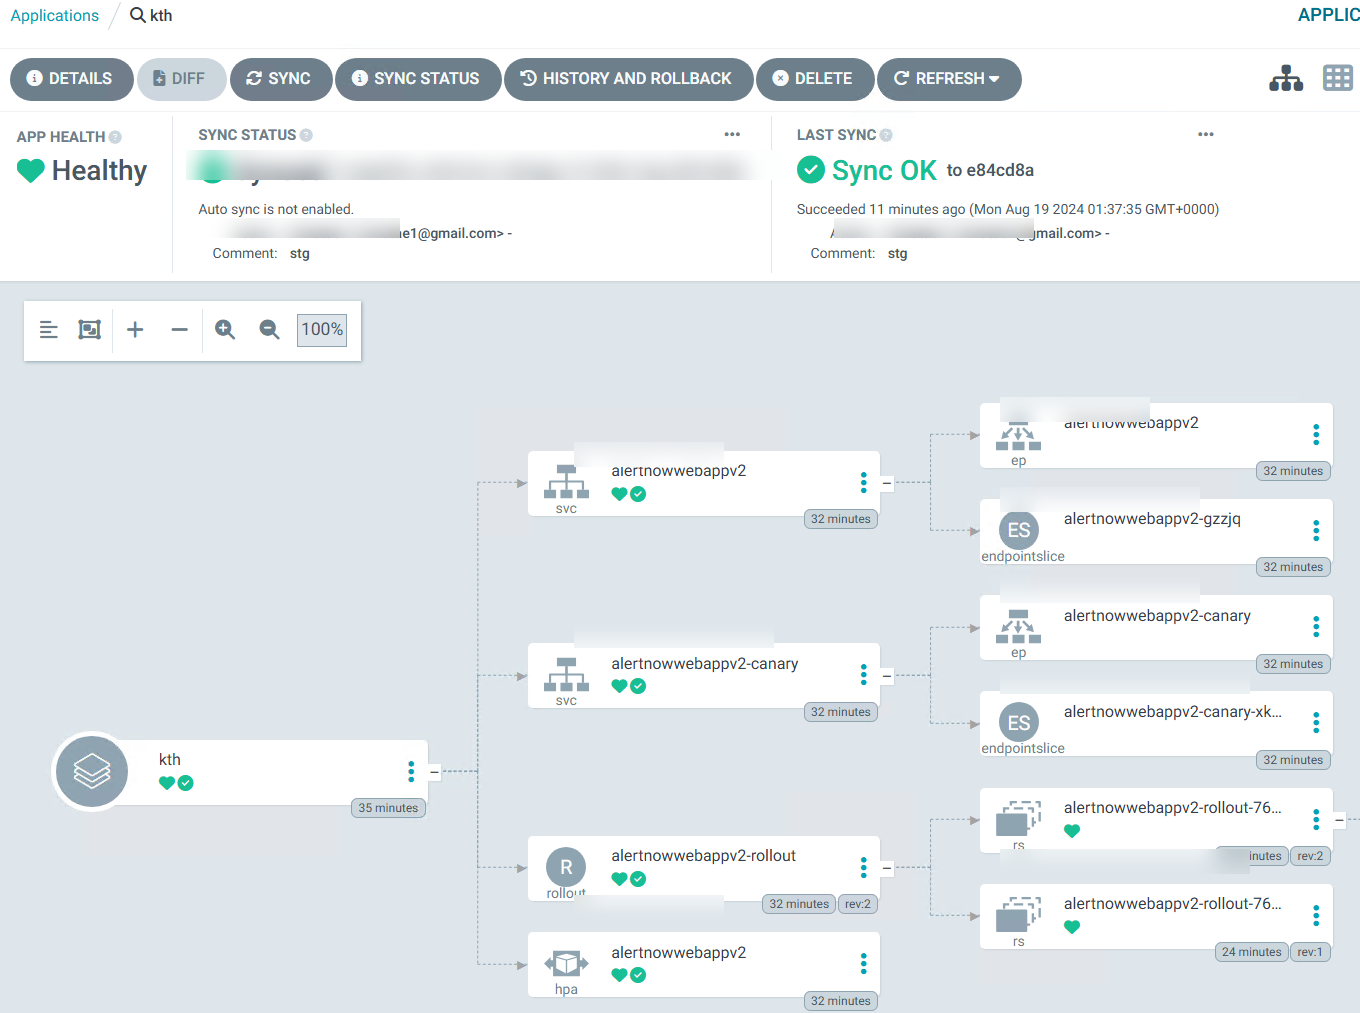 Applications / kth
APPLIC
DETAILS DIFF SYNC SYNC STATUS HISTORY AND ROLLBACK DELETE REFRESH
APP HEALTH
Healthy
SYNC STATUS
Auto sync is not enabled.
e1@gmail.com> -
Comment: stg
LAST SYNC
Sync OK to e84cd8a
Succeeded 11 minutes ago (Mon Aug 19 2024 01:37:35 GMT+0000)
@gmail.com> -
Comment: stg
100%
kth
35 minutes
alertnowwebappv2
svc
32 minutes
alertnowwebappv2
ep
32 minutes
alertnowwebappv2-gzzjq
ES
endpointslice
32 minutes
alertnowwebappv2-canary
svc
32 minutes
alertnowwebappv2-canary
ep
32 minutes
alertnowwebappv2-canary-xk...
ES
endpointslice
32 minutes
alertnowwebappv2-rollout
R
rollout
32 minutes rev:2
alertnowwebappv2-rollout-76...
rs
inutes rev:2
alertnowwebappv2-rollout-76...
rs
24 minutes rev:1
alertnowwebappv2
hpa
32 minutes